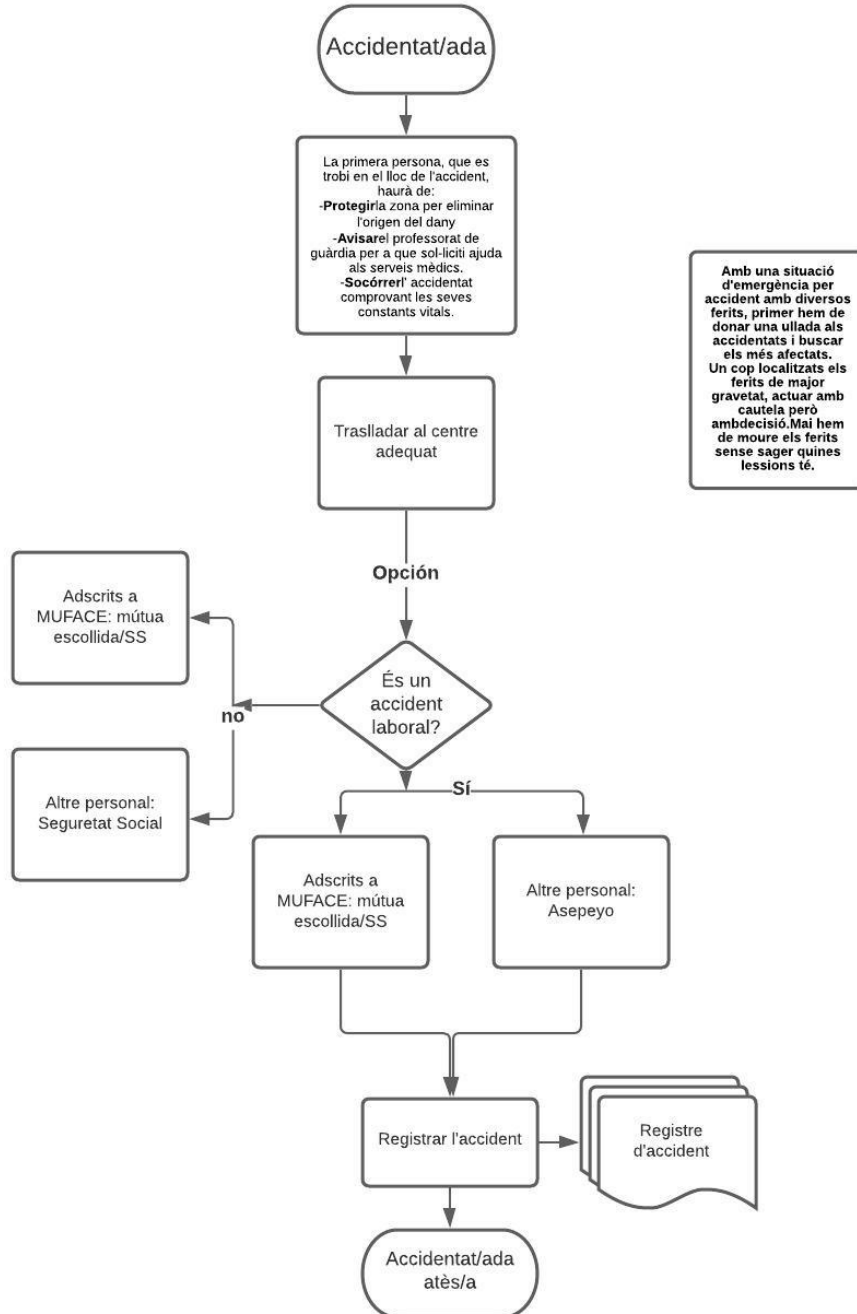 Accidentat/ada
La primera persona, que es
trobi en el lloc de l'accident,
haurà de:
-Protegirla zona per eliminar
l'origen del dany
-Avisarel professorat de
guàrdia per a que sol-liciti ajuda
als serveis mèdics.
-Socórrerl' accidentat
comprovant les seves
constants vitals.
Amb una situació
d'emergència per
accident amb diversos
ferits, primer hem de
donar una ullada als
accidentats i buscar
els més afectats.
Un cop localitzats els
ferits de major
gravetat, actuar amb
cautela però
ambdecisió.Mai hem
de moure els ferits
sense sager quines
lessions té.
Traslladar al centre
adequat
Opción
És un
accident
laboral?
no
Adscrits a
MUFACE: mútua
escollida/SS
Altre personal:
Seguretat Social
Sí
Adscrits a
MUFACE: mútua
escollida/SS
Altre personal:
Asepeyo
Registrar l'accident
Registre
d'accident
Accidentat/ada
atès/a